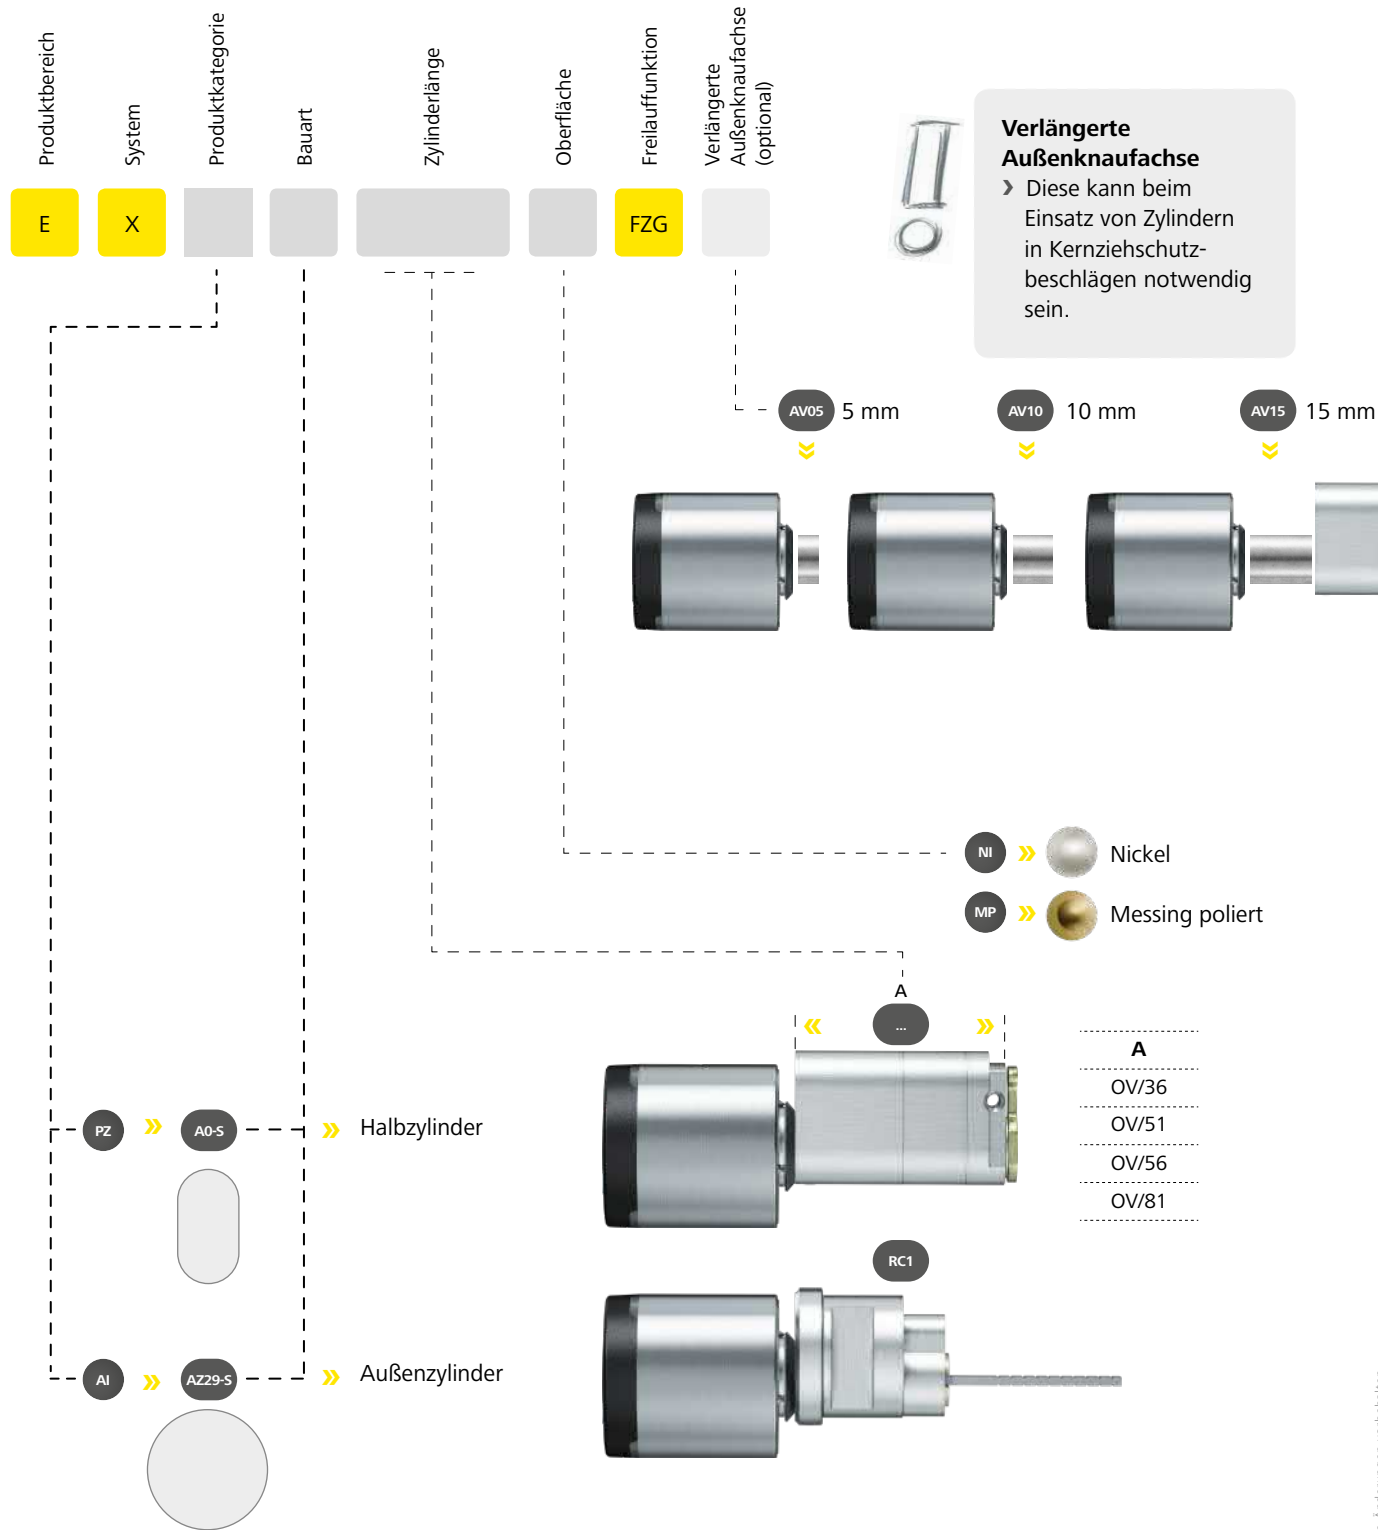 Produktbereich
System
Produktkategorie
Bauart
Zylinderlänge
Oberfläche
Freilauffunktion
Verlängerte
Außenknaufachse
(optional)
E
X
FZG
Verlängerte
Außenknaufachse
› Diese kann beim
Einsatz von Zylindern
in Kernziehschutz-
beschlägen notwendig
sein.
AV05 5 mm
AV10 10 mm
AV15 15 mm
NI » Nickel
MP » Messing poliert
A
« ... »
A
OV/36
OV/51
OV/56
OV/81
PZ » A0-S » Halbzylinder
RC1
AI » AZ29-S » Außenzylinder